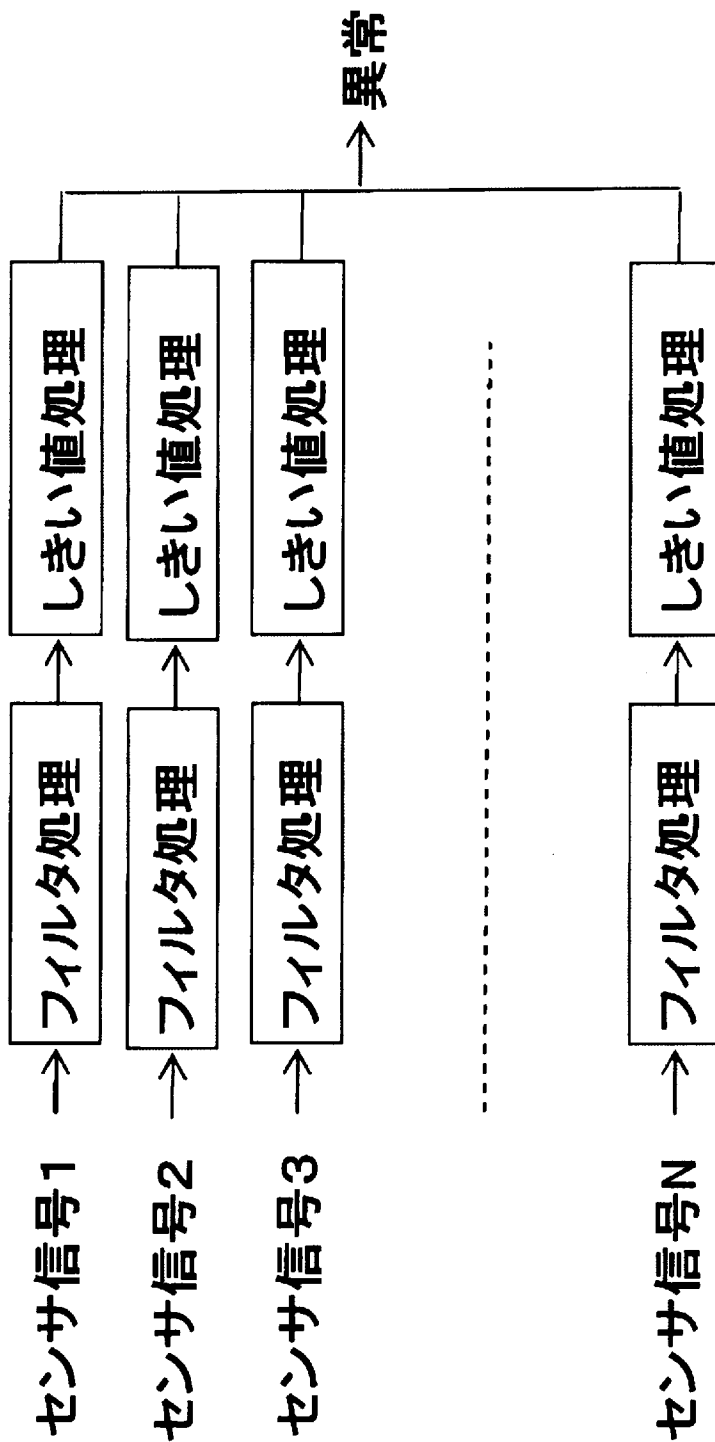 センサ信号1
フィルタ処理
しきい値処理
センサ信号2
フィルタ処理
しきい値処理
センサ信号3
フィルタ処理
しきい値処理
センサ信号N
フィルタ処理
しきい値処理
異常